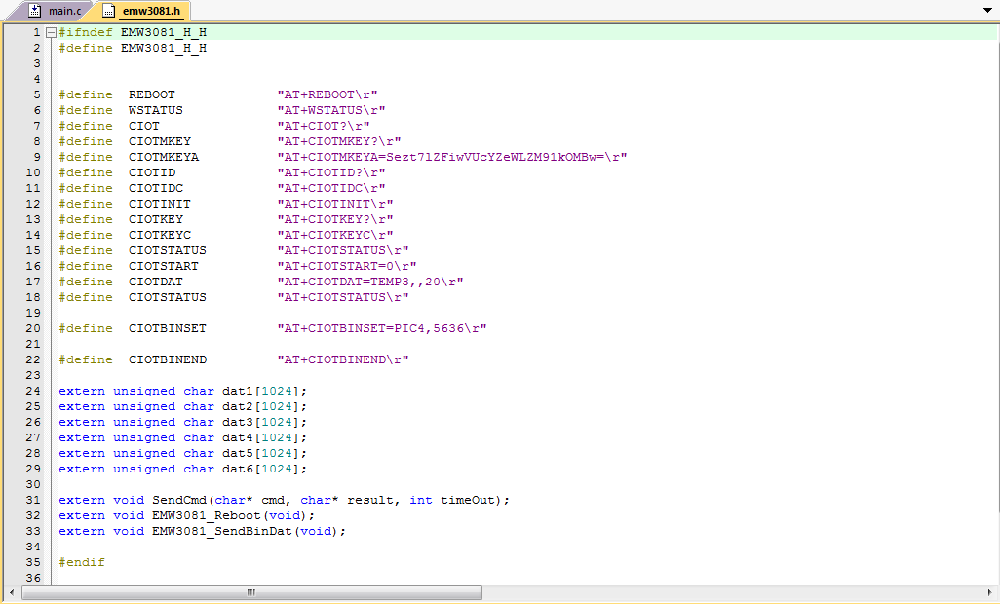 main.c emw3081.h
1 #ifndef EMW3081_H_H
2 #define EMW3081_H_H
3
4
5 #define REBOOT "AT+REBOOT\r"
6 #define WSTATUS "AT+WSTATUS\r"
7 #define CIOT "AT+CIOT?\r"
8 #define CIOTMKEY "AT+CIOTMKEY?\r"
9 #define CIOTMKEYA "AT+CIOTMKEYA=Sezt7lZFiwVUcYZeWLZM91kOMBw=\r"
10 #define CIOTID "AT+CIOTID?\r"
11 #define CIOTIDC "AT+CIOTIDC\r"
12 #define CIOTINIT "AT+CIOTINIT\r"
13 #define CIOTKEY "AT+CIOTKEY?\r"
14 #define CIOTKEYC "AT+CIOTKEYC\r"
15 #define CIOTSTATUS "AT+CIOTSTATUS\r"
16 #define CIOTSTART "AT+CIOTSTART=0\r"
17 #define CIOTDAT "AT+CIOTDAT=TEMP3,,20\r"
18 #define CIOTSTATUS "AT+CIOTSTATUS\r"
19
20 #define CIOTBINSET "AT+CIOTBINSET=PIC4,5636\r"
21
22 #define CIOTBINEND "AT+CIOTBINEND\r"
23
24 extern unsigned char dat1[1024];
25 extern unsigned char dat2[1024];
26 extern unsigned char dat3[1024];
27 extern unsigned char dat4[1024];
28 extern unsigned char dat5[1024];
29 extern unsigned char dat6[1024];
30
31 extern void SendCmd(char* cmd, char* result, int timeOut);
32 extern void EMW3081_Reboot(void);
33 extern void EMW3081_SendBinDat(void);
34
35 #endif
36